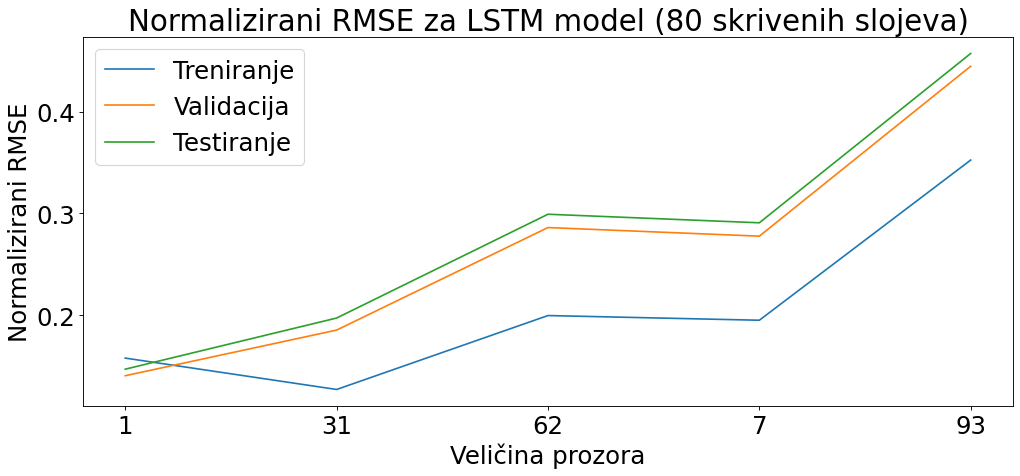 Normalizirani RMSE za LSTM model (80 skrivenih slojeva)
Treniranje
Validacija
Testiranje
Normalizirani RMSE
0.4
0.3
0.2
1 31 62 7 93
Veličina prozora